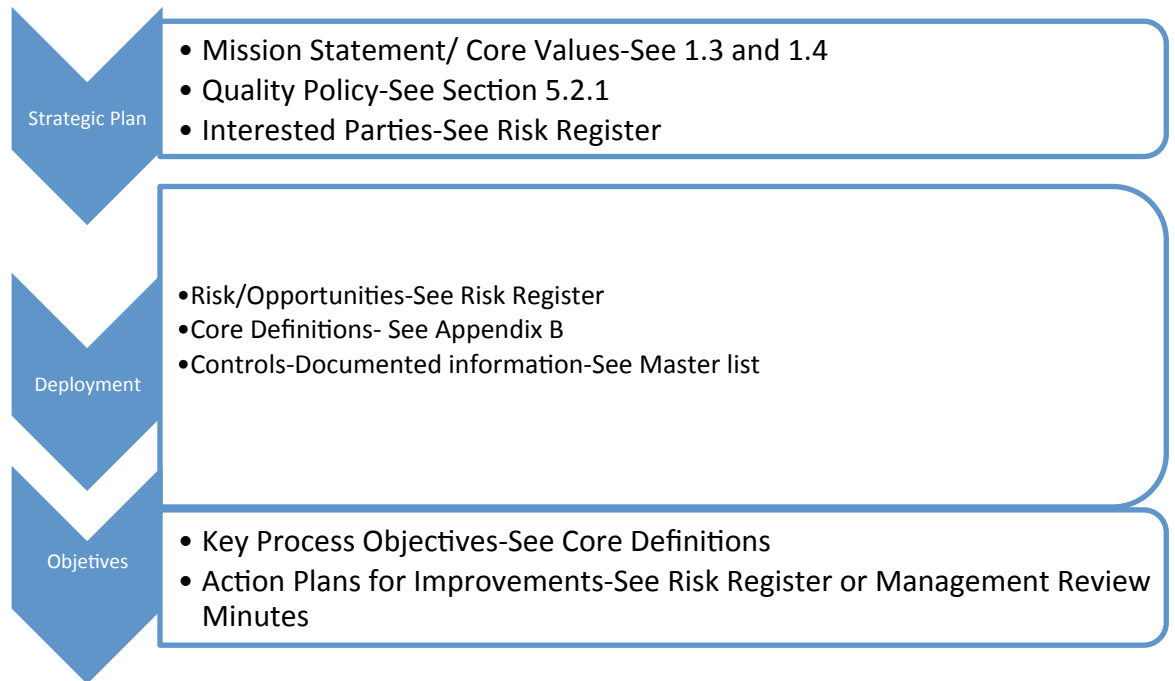 Strategic Plan
• Mission Statement/ Core Values-See 1.3 and 1.4
• Quality Policy-See Section 5.2.1
• Interested Parties-See Risk Register
Deployment
•Risk/Opportunities-See Risk Register
•Core Definitions- See Appendix B
•Controls-Documented information-See Master list
Objetives
• Key Process Objectives-See Core Definitions
• Action Plans for Improvements-See Risk Register or Management Review
Minutes